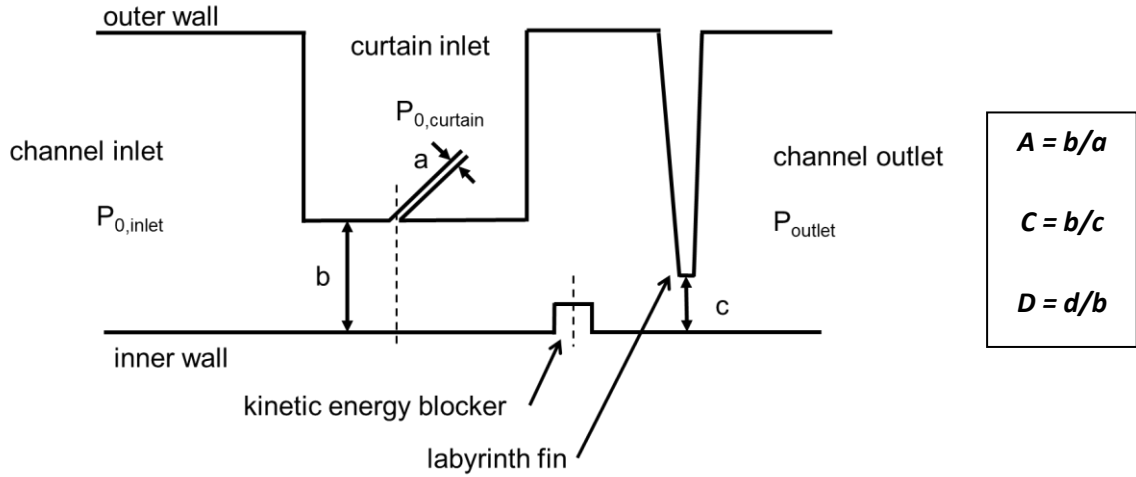 outer wall
curtain inlet
P0,curtain
a
channel inlet
channel outlet
P0,inlet
Poutlet
b
c
inner wall
kinetic energy blocker
labyrinth fin
A = b/a
C = b/c
D = d/b